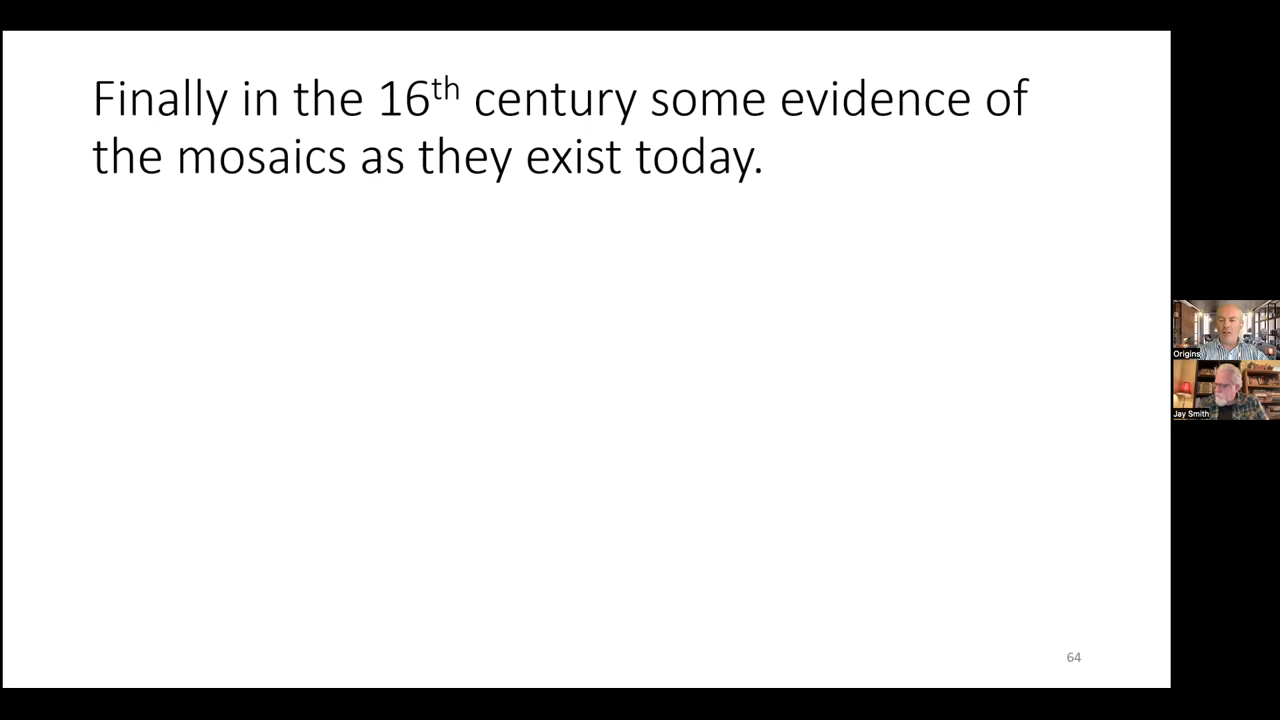 Finally in the 16th century some evidence of
the mosaics as they exist today.
Origins
Jay Smith
64